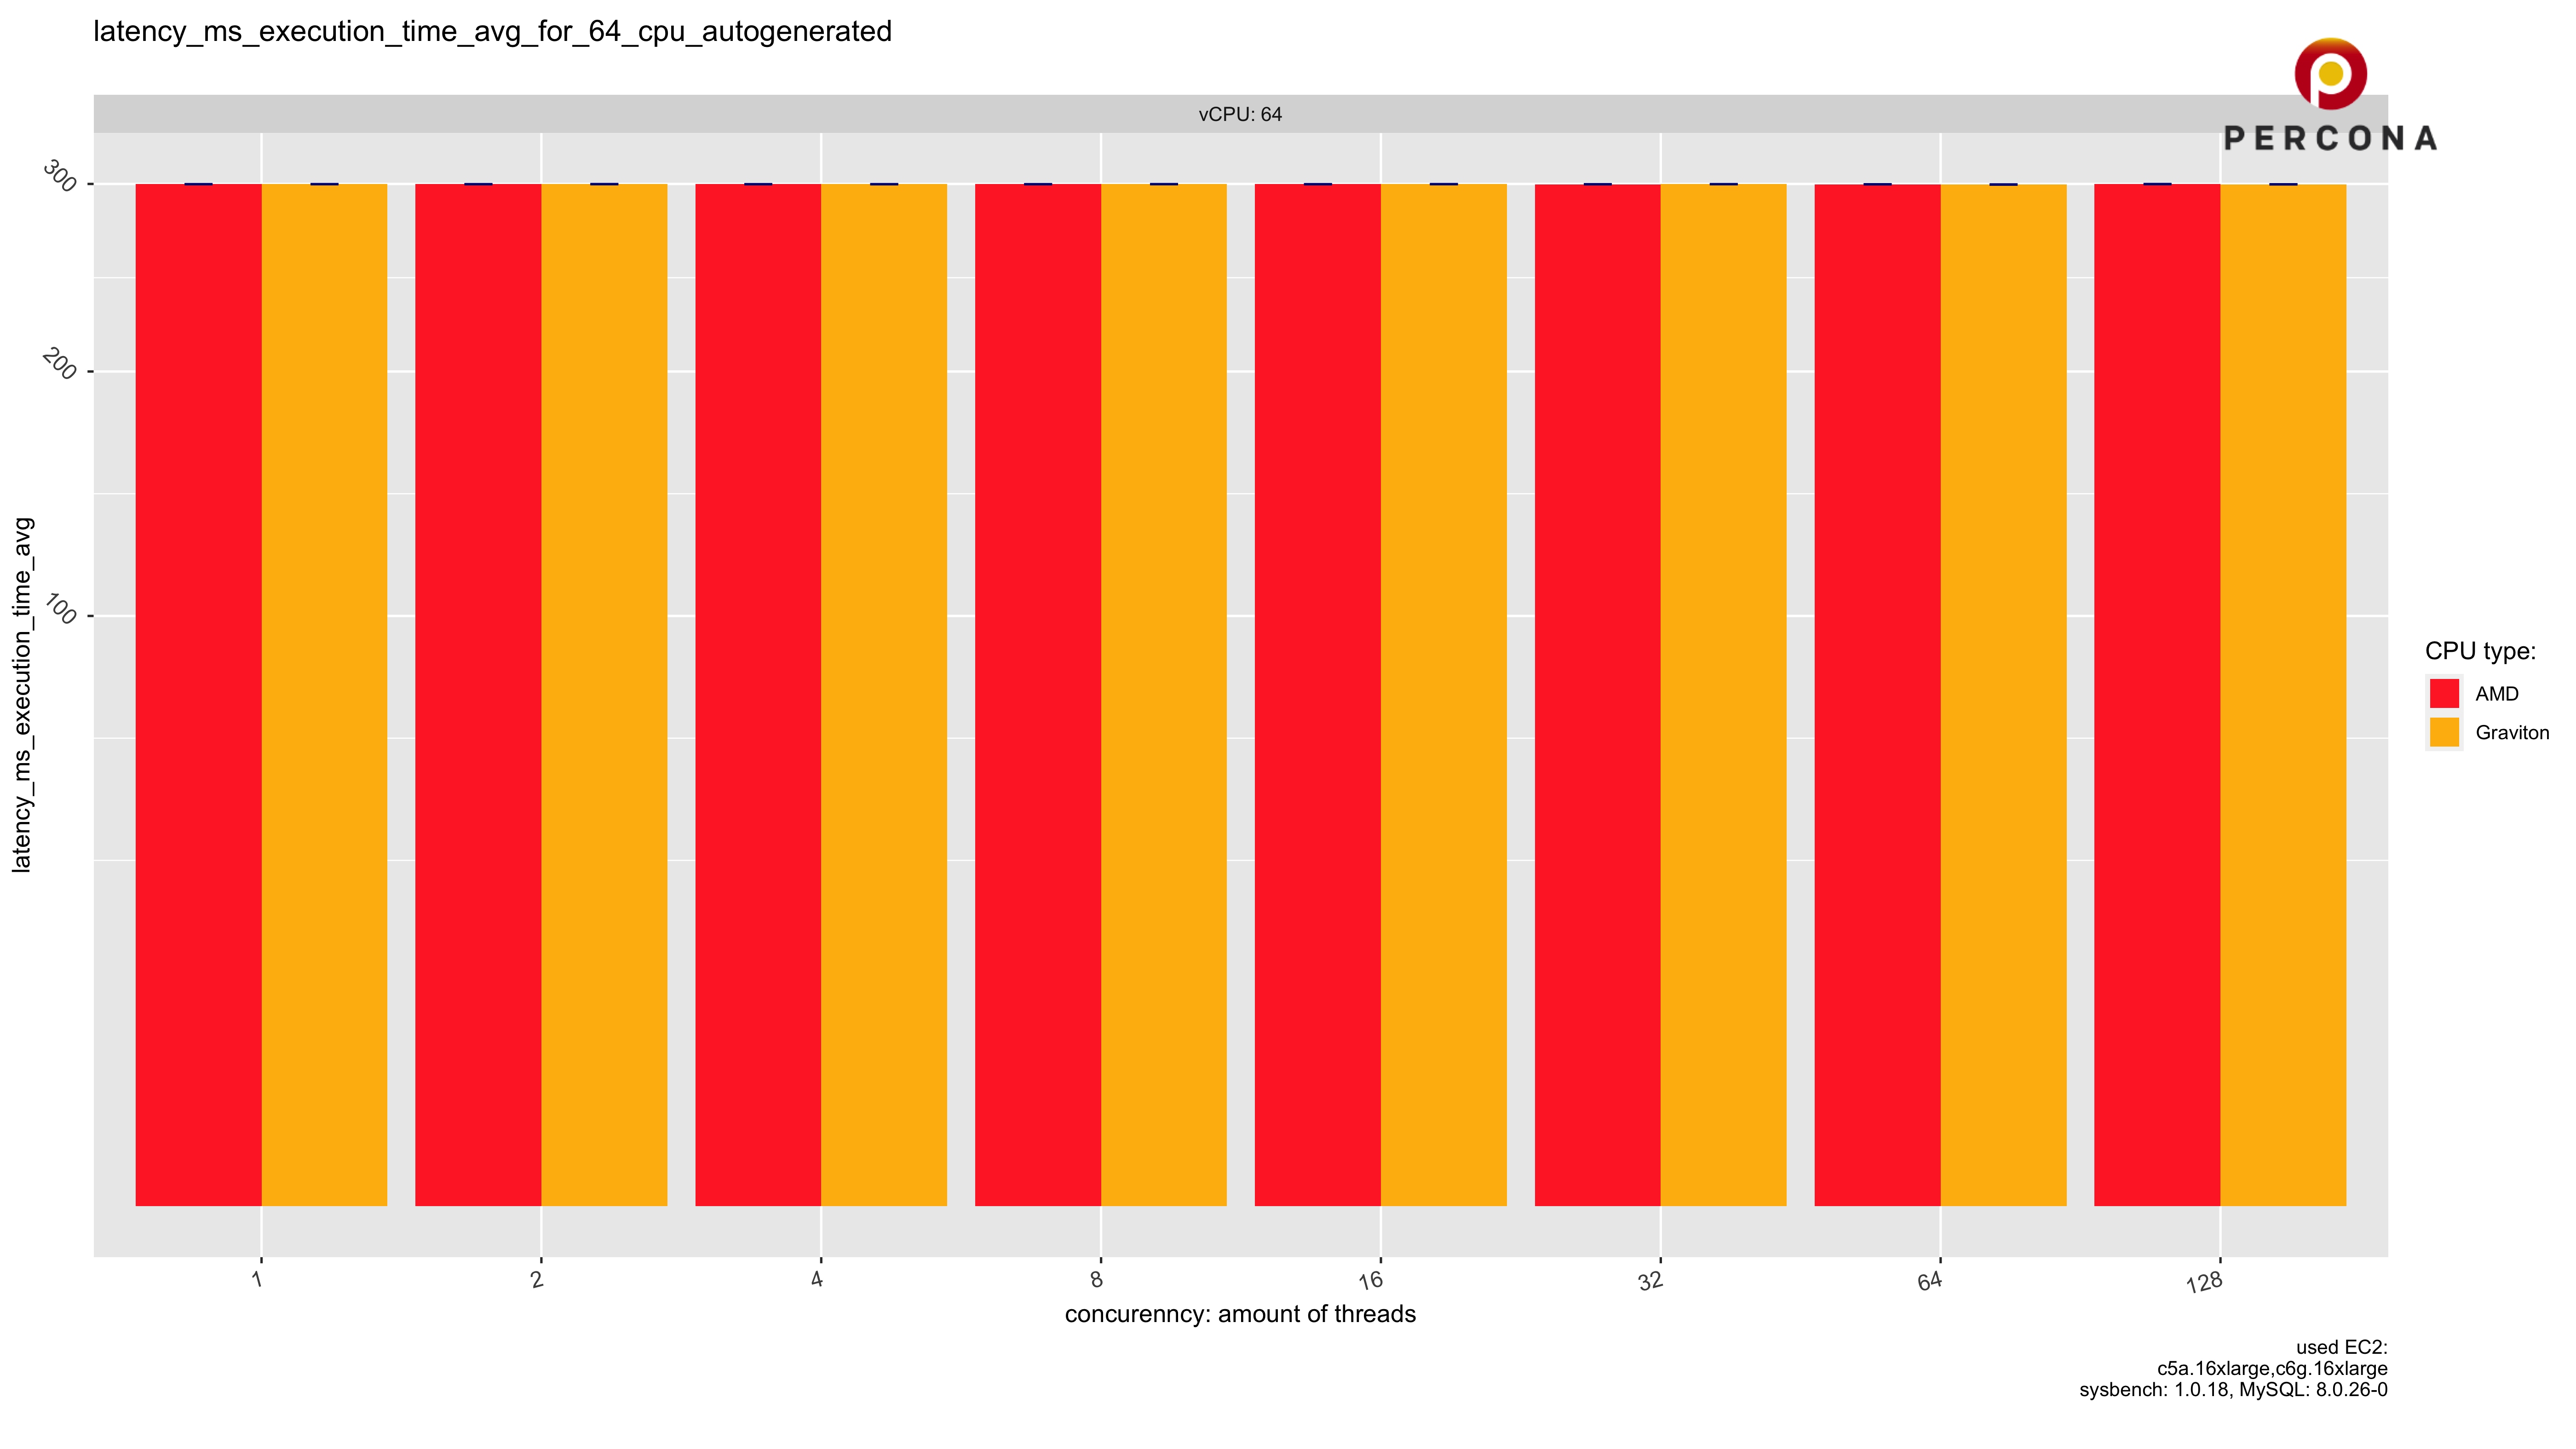 latency_ms_execution_time_avg_for_64_cpu_autogenerated
PERCONA
vCPU: 64
300
200
100
latency_ms_execution_time_avg
CPU type:
AMD
Graviton
1 2 4 8 16 32 64 128
concurenncy: amount of threads
used EC2:
c5a.16xlarge,c6g.16xlarge
sysbench: 1.0.18, MySQL: 8.0.26-0